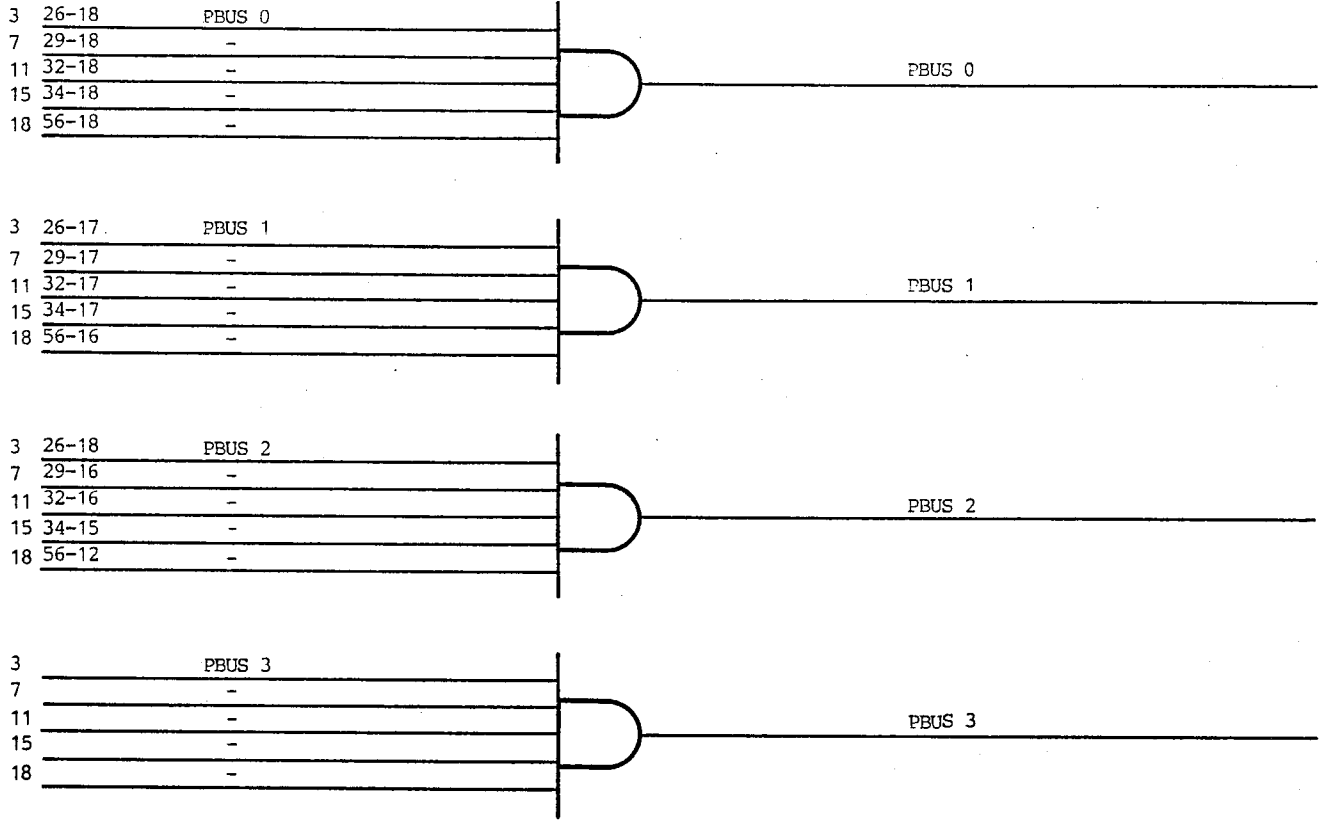 3 26-18 PBUS 0
7 29-18 -
11 32-18 - PBUS 0
15 34-18 -
18 56-18 -
3 26-17 PBUS 1
7 29-17 -
11 32-17 - PBUS 1
15 34-17 -
18 56-16 -
3 26-18 PBUS 2
7 29-16 -
11 32-16 - PBUS 2
15 34-15 -
18 56-12 -
3 PBUS 3
7 -
11 - PBUS 3
15 -
18 -